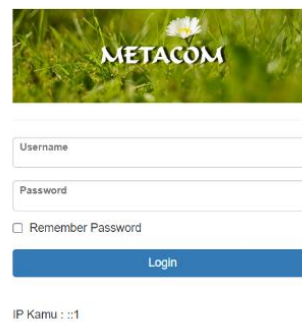 METACOM
Username
Password
Remember Password
Login
IP Kamu : ::1